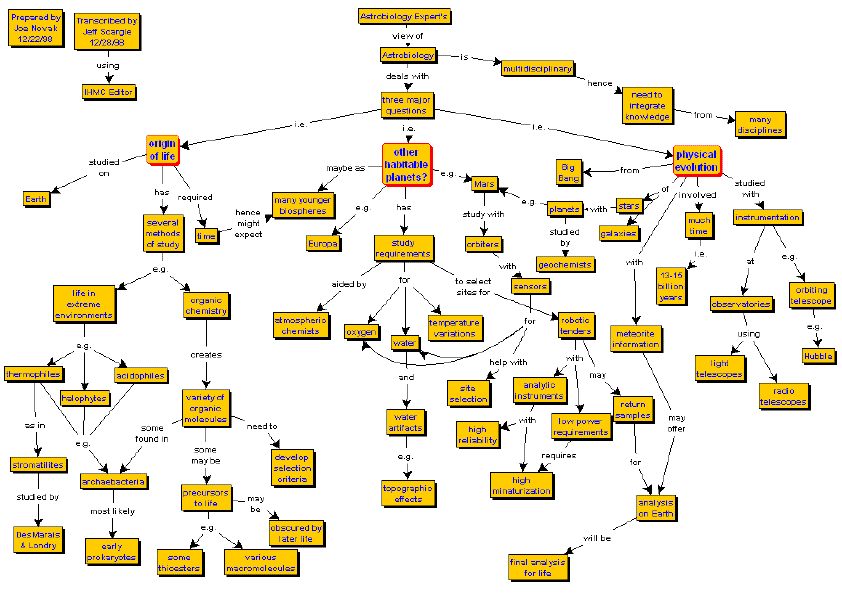 Prepared by
Joe Novak
12/22/98
Transcribed by
Jeff Scargle
12/28/98
using
IHMC Editor
Astrobiology Expert's
view of
Astrobiology
is
multidisciplinary
hence
need to
integrate
knowledge
from
many
disciplines
deals with
three major
questions
i.e.
i.e.
i.e.
origin
of life
studied
on
Earth
has
required
several
methods
of study
time
hence
might
expect
many younger
biospheres
e.g.
life in
extreme
environments
organic
chemistry
e.g.
thermophiles
halophytes
acidophiles
as in
e.g.
stromatilites
studied by
Des Marais
& Londry
archaebacteria
most likely
early
prokaryotes
creates
variety of
organic
molecules
some
found in
some
may be
need to
develop
selection
criteria
precursors
to life
may
be
obscured by
later life
e.g.
some
thioesters
various
macromolecules
other
habitable
planets?
maybe as
e.g.
Europa
has
e.g.
Mars
study with
orbiters
with
sensors
for
study
requirements
aided by
atmospheric
chemists
for
oxygen
water
temperature
variations
to select
sites for
robotic
tenders
and
water
artifacts
e.g.
topographic
effects
help with
site
selection
with
analytic
instruments
with
high
reliability
low power
requirements
requires
high
minaturization
may
return
samples
for
analysis
on Earth
will be
final analysis
for life
physical
evolution
from
Big
Bang
of
stars
with
planets
e.g.
galaxies
studied
by
geochemists
involved
much
time
i.e.
13-15
billion
years
with
meteorite
information
may
offer
studied
with
instrumentation
at
e.g.
observatories
orbiting
telescope
e.g.
Hubble
using
light
telescopes
radio
telescopes